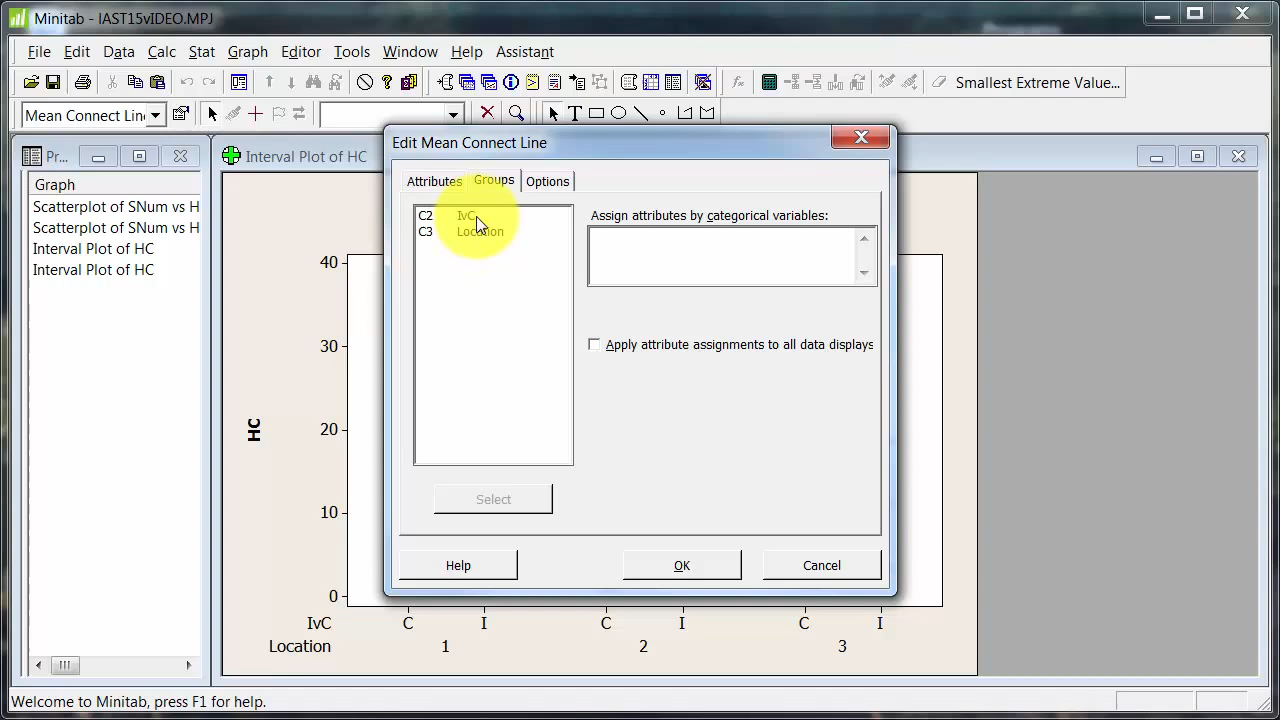 Minitab - IAST15vIDEO.MPJ
File Edit Data Calc Stat Graph Editor Tools Window Help Assistant
Smallest Extreme Value...
Mean Connect Lin
Pr...
Interval Plot of HC
Graph
Scatterplot of SNum vs H
Scatterplot of SNum vs H
Interval Plot of HC
Interval Plot of HC
Edit Mean Connect Line
Attributes Groups Options
C2 IvC
C3 Location
Assign attributes by categorical variables:
Apply attribute assignments to all data displays
Select
Help OK Cancel
HC
40
30
20
10
0
IvC C I C I C I
Location 1 2 3
Welcome to Minitab, press F1 for help.